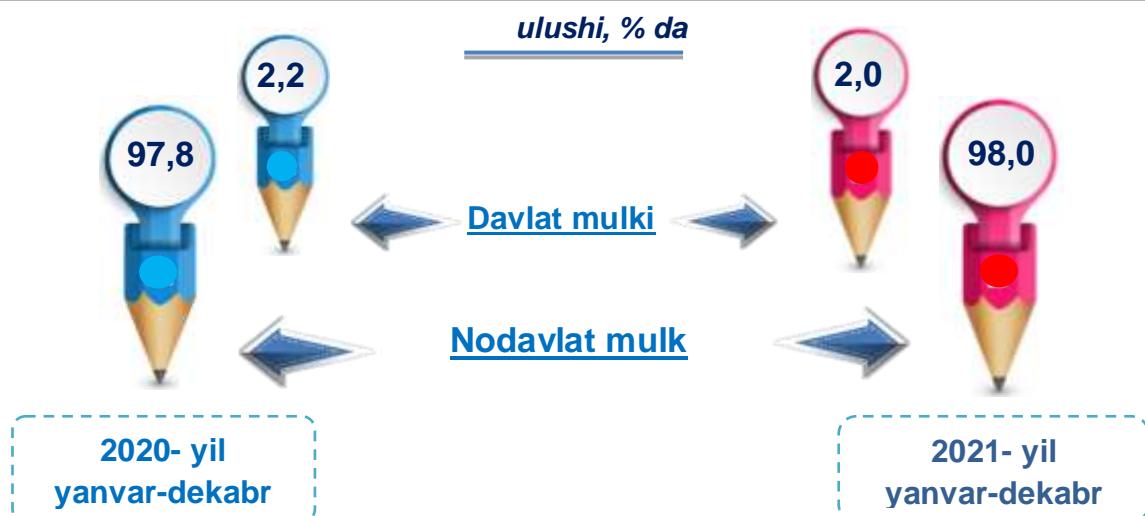 ulushi, % da
2,2
2,0
97,8
98,0
Davlat mulki
Nodavlat mulk
2020- yil
yanvar-dekabr
2021- yil
yanvar-dekabr